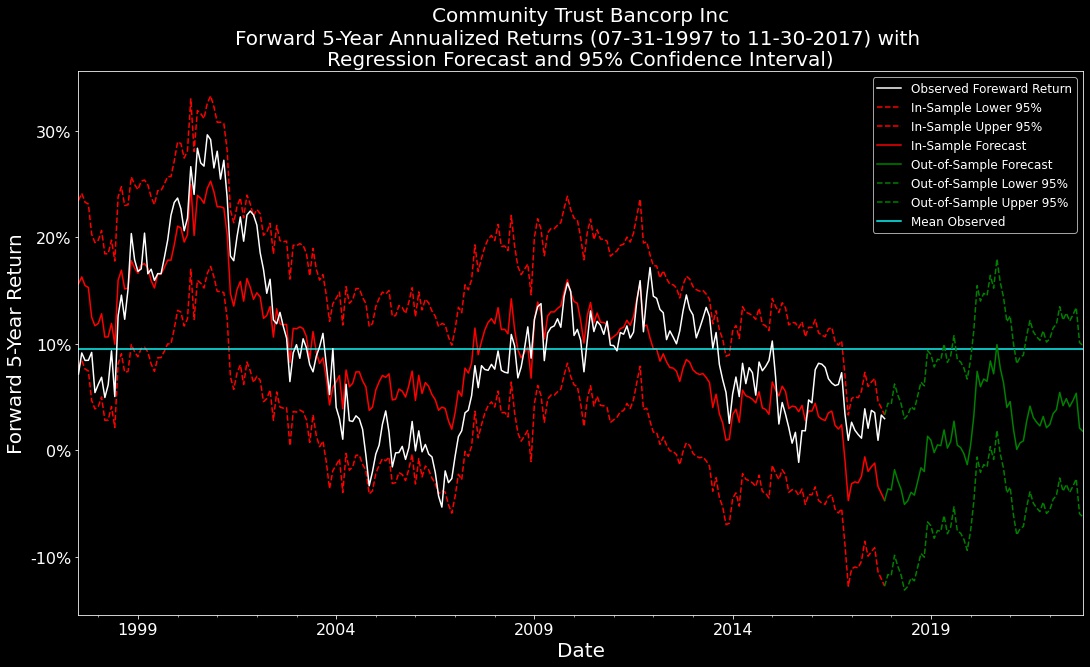 Community Trust Bancorp Inc
Forward 5-Year Annualized Returns (07-31-1997 to 11-30-2017) with
Regression Forecast and 95% Confidence Interval)
Observed Foreward Return
In-Sample Lower 95%
In-Sample Upper 95%
In-Sample Forecast
Out-of-Sample Forecast
Out-of-Sample Lower 95%
Out-of-Sample Upper 95%
Mean Observed
Forward 5-Year Return
30%
20%
10%
0%
-10%
1999
2004
2009
2014
2019
Date